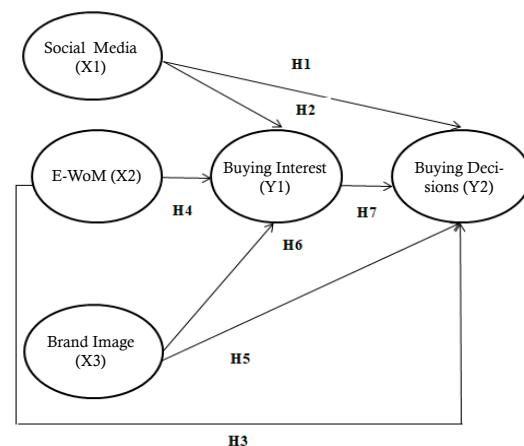 Social Media
(X1)
H1
H2
E-WoM (X2)
H4
Buying Interest
(Y1)
H7
Buying Deci-
sions (Y2)
H6
Brand Image
(X3)
H5
H3